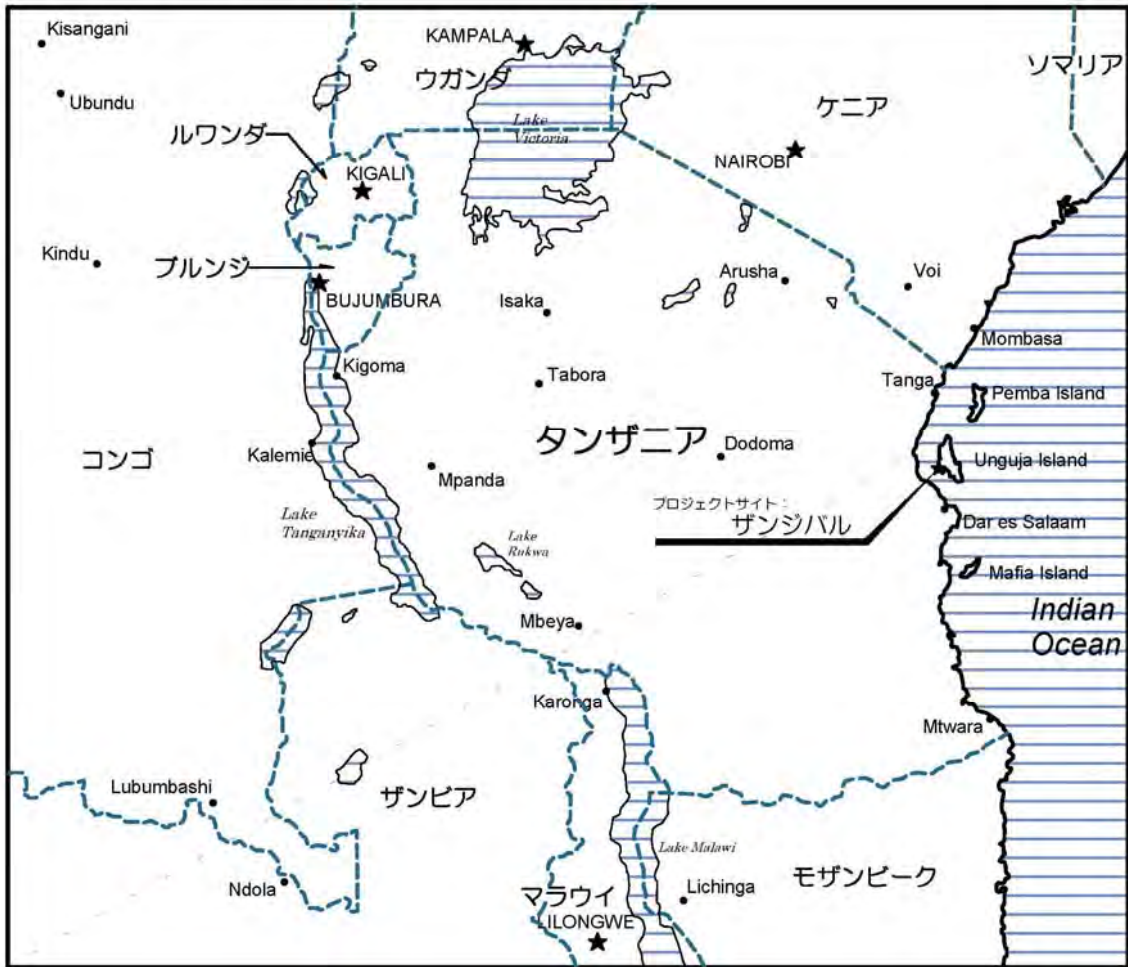 Kisangani
KAMPALA
ウガンダ
ソマリア
Ubundu
ケニア
Lake
Victoria
ルワンダ
NAIROBI
KIGALI
Kindu
ブルンジ
Arusha
Voi
BUJUMBURA
Isaka
Mombasa
Kigoma
Tabora
Tanga
Pemba Island
タンザニア
コンゴ
Kalemie
Dodoma
Unguja Island
Mpanda
プロジェクトサイト：
ザンジバル
Lake
Tanganyika
Lake
Rukwa
Dar es Salaam
Mafia Island
Mbeya
Indian
Ocean
Karonga
Mtwara
Lubumbashi
ザンビア
Lake Malawi
モザンビーク
Ndola
マラウイ
Lichinga
LILONGWE